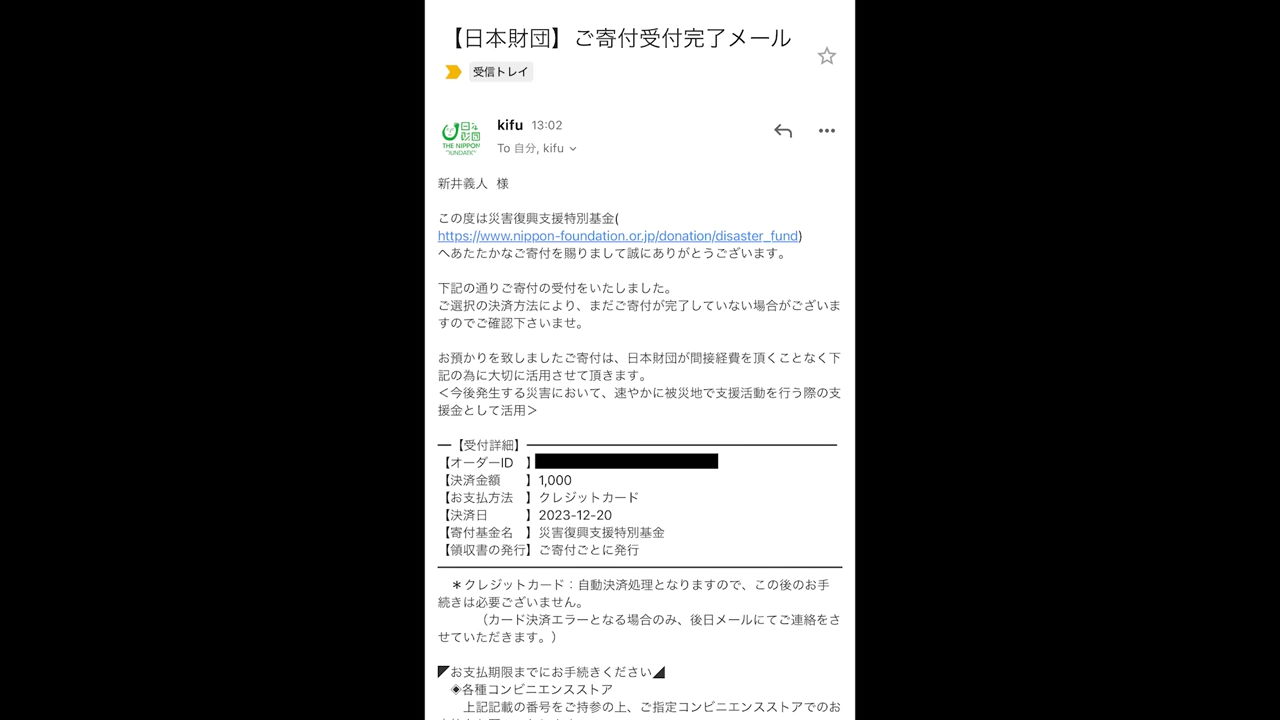 【日本財団】ご寄付受付完了メール
受信トレイ
日本財団
THE NIPPON
kifu 13:02
To 自分, kifu
新井義人 様
この度は災害復興支援特別基金(
https://www.nippon-foundation.or.jp/donation/disaster_fund)
へあたたかなご寄付を賜りまして誠にありがとうございます。
下記の通りご寄付の受付をいたしました。
ご選択の決済方法により、まだご寄付が完了していない場合がございま
すのでご確認下さいませ。
お預かりを致しましたご寄付は、日本財団が間接経費を頂くことなく下
記の為に大切に活用させて頂きます。
＜今後発生する災害において、速やかに被災地で支援活動を行う際の支
援金として活用＞
━【受付詳細】━━━━━━━━━━━━━━━━━━
【オーダーID 】
【決済金額 】1,000
【お支払方法 】クレジットカード
【決済日 】2023-12-20
【寄付基金名 】災害復興支援特別基金
【領収書の発行】ご寄付ごとに発行
＊クレジットカード：自動決済処理となりますので、この後のお手
続きは必要ございません。
（カード決済エラーとなる場合のみ、後日メールにてご連絡をさ
せていただきます。）
◤お支払期限までにお手続きください◢
◈各種コンビニエンスストア
上記記載の番号をご持参の上、ご指定コンビニエンスストアでのお